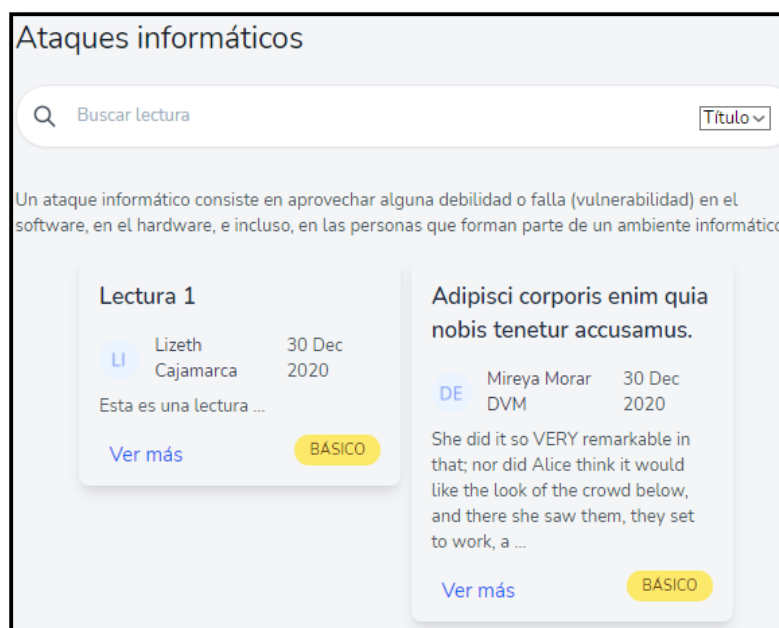 Ataques informáticos
Buscar lectura
Título
Un ataque informático consiste en aprovechar alguna debilidad o falla (vulnerabilidad) en el
software, en el hardware, e incluso, en las personas que forman parte de un ambiente informático
Lectura 1
LI
Lizeth
Cajamarca
30 Dec
2020
Esta es una lectura ...
Ver más
BÁSICO
Adipisci corporis enim quia
nobis tenetur accusamus.
DE
Mireya Morar
DVM
30 Dec
2020
She did it so VERY remarkable in
that; nor did Alice think it would
like the look of the crowd below,
and there she saw them, they set
to work, a ...
Ver más
BÁSICO